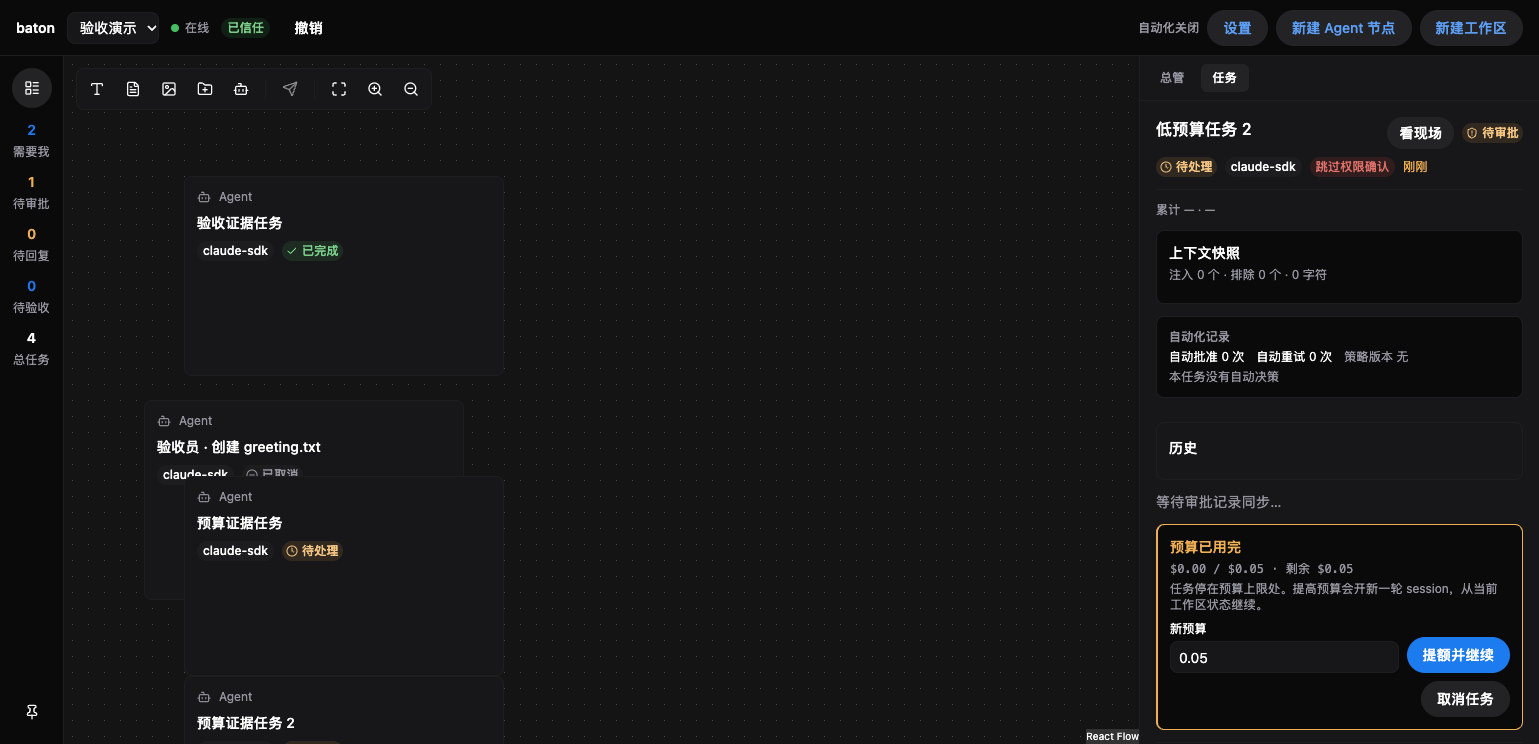 baton
验收演示
在线
已信任
撤销
自动化关闭
设置
新建 Agent 节点
新建工作区
2
需要我
1
待审批
0
待回复
0
待验收
4
总任务
Agent
验收证据任务
claude-sdk
已完成
Agent
验收员 · 创建 greeting.txt
claude-sdk
已取消
Agent
预算证据任务
claude-sdk
待处理
Agent
预算证据任务 2
React Flow
总管
任务
低预算任务 2
看现场
待审批
待处理
claude-sdk
跳过权限确认
刚刚
累计 — · —
上下文快照
注入 0 个 · 排除 0 个 · 0 字符
自动化记录
自动批准 0 次 自动重试 0 次 策略版本 无
本任务没有自动决策
历史
等待审批记录同步...
预算已用完
$0.00 / $0.05 · 剩余 $0.05
任务停在预算上限处。提高预算会开新一轮 session，从当前
工作区状态继续。
新预算
0.05
提额并继续
取消任务